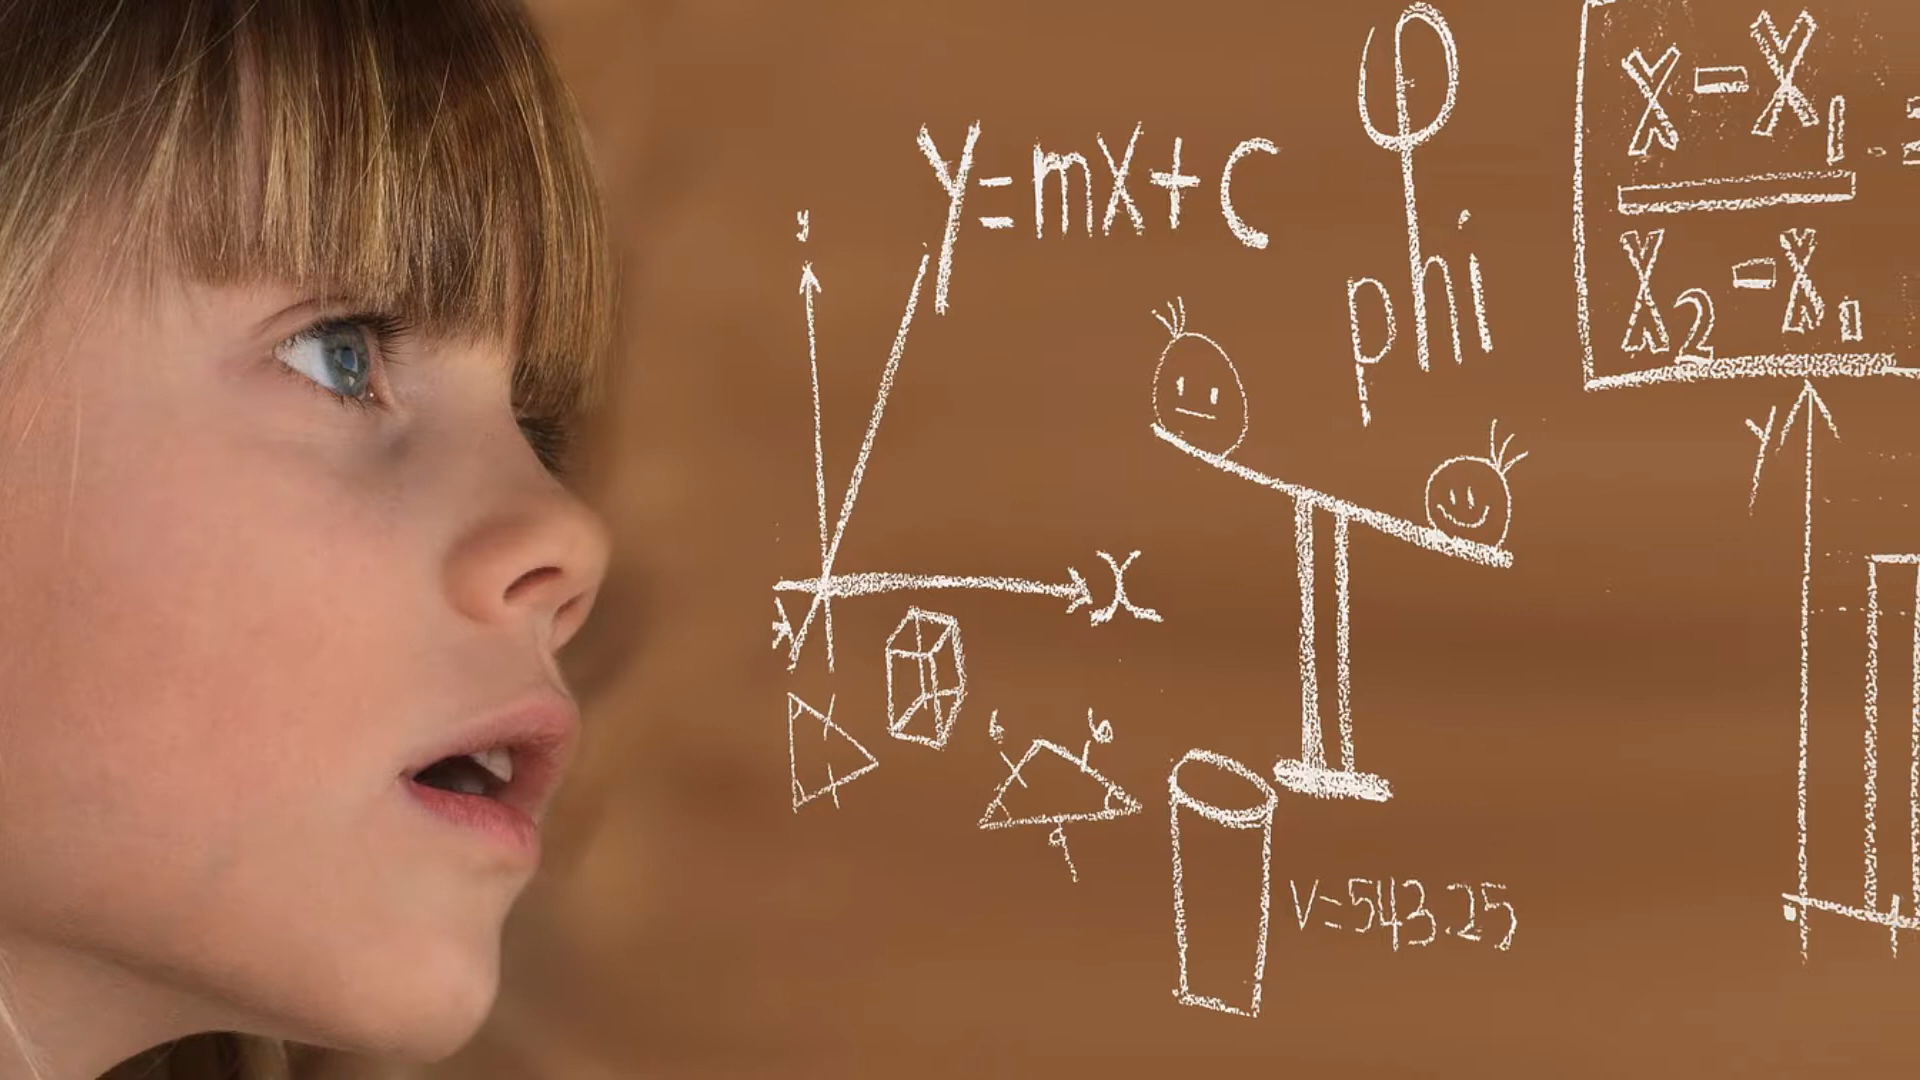 y=mx+c
φ
phi
x-x₁
x₂-x₁
y
x
y
b
b
a
V=543.25